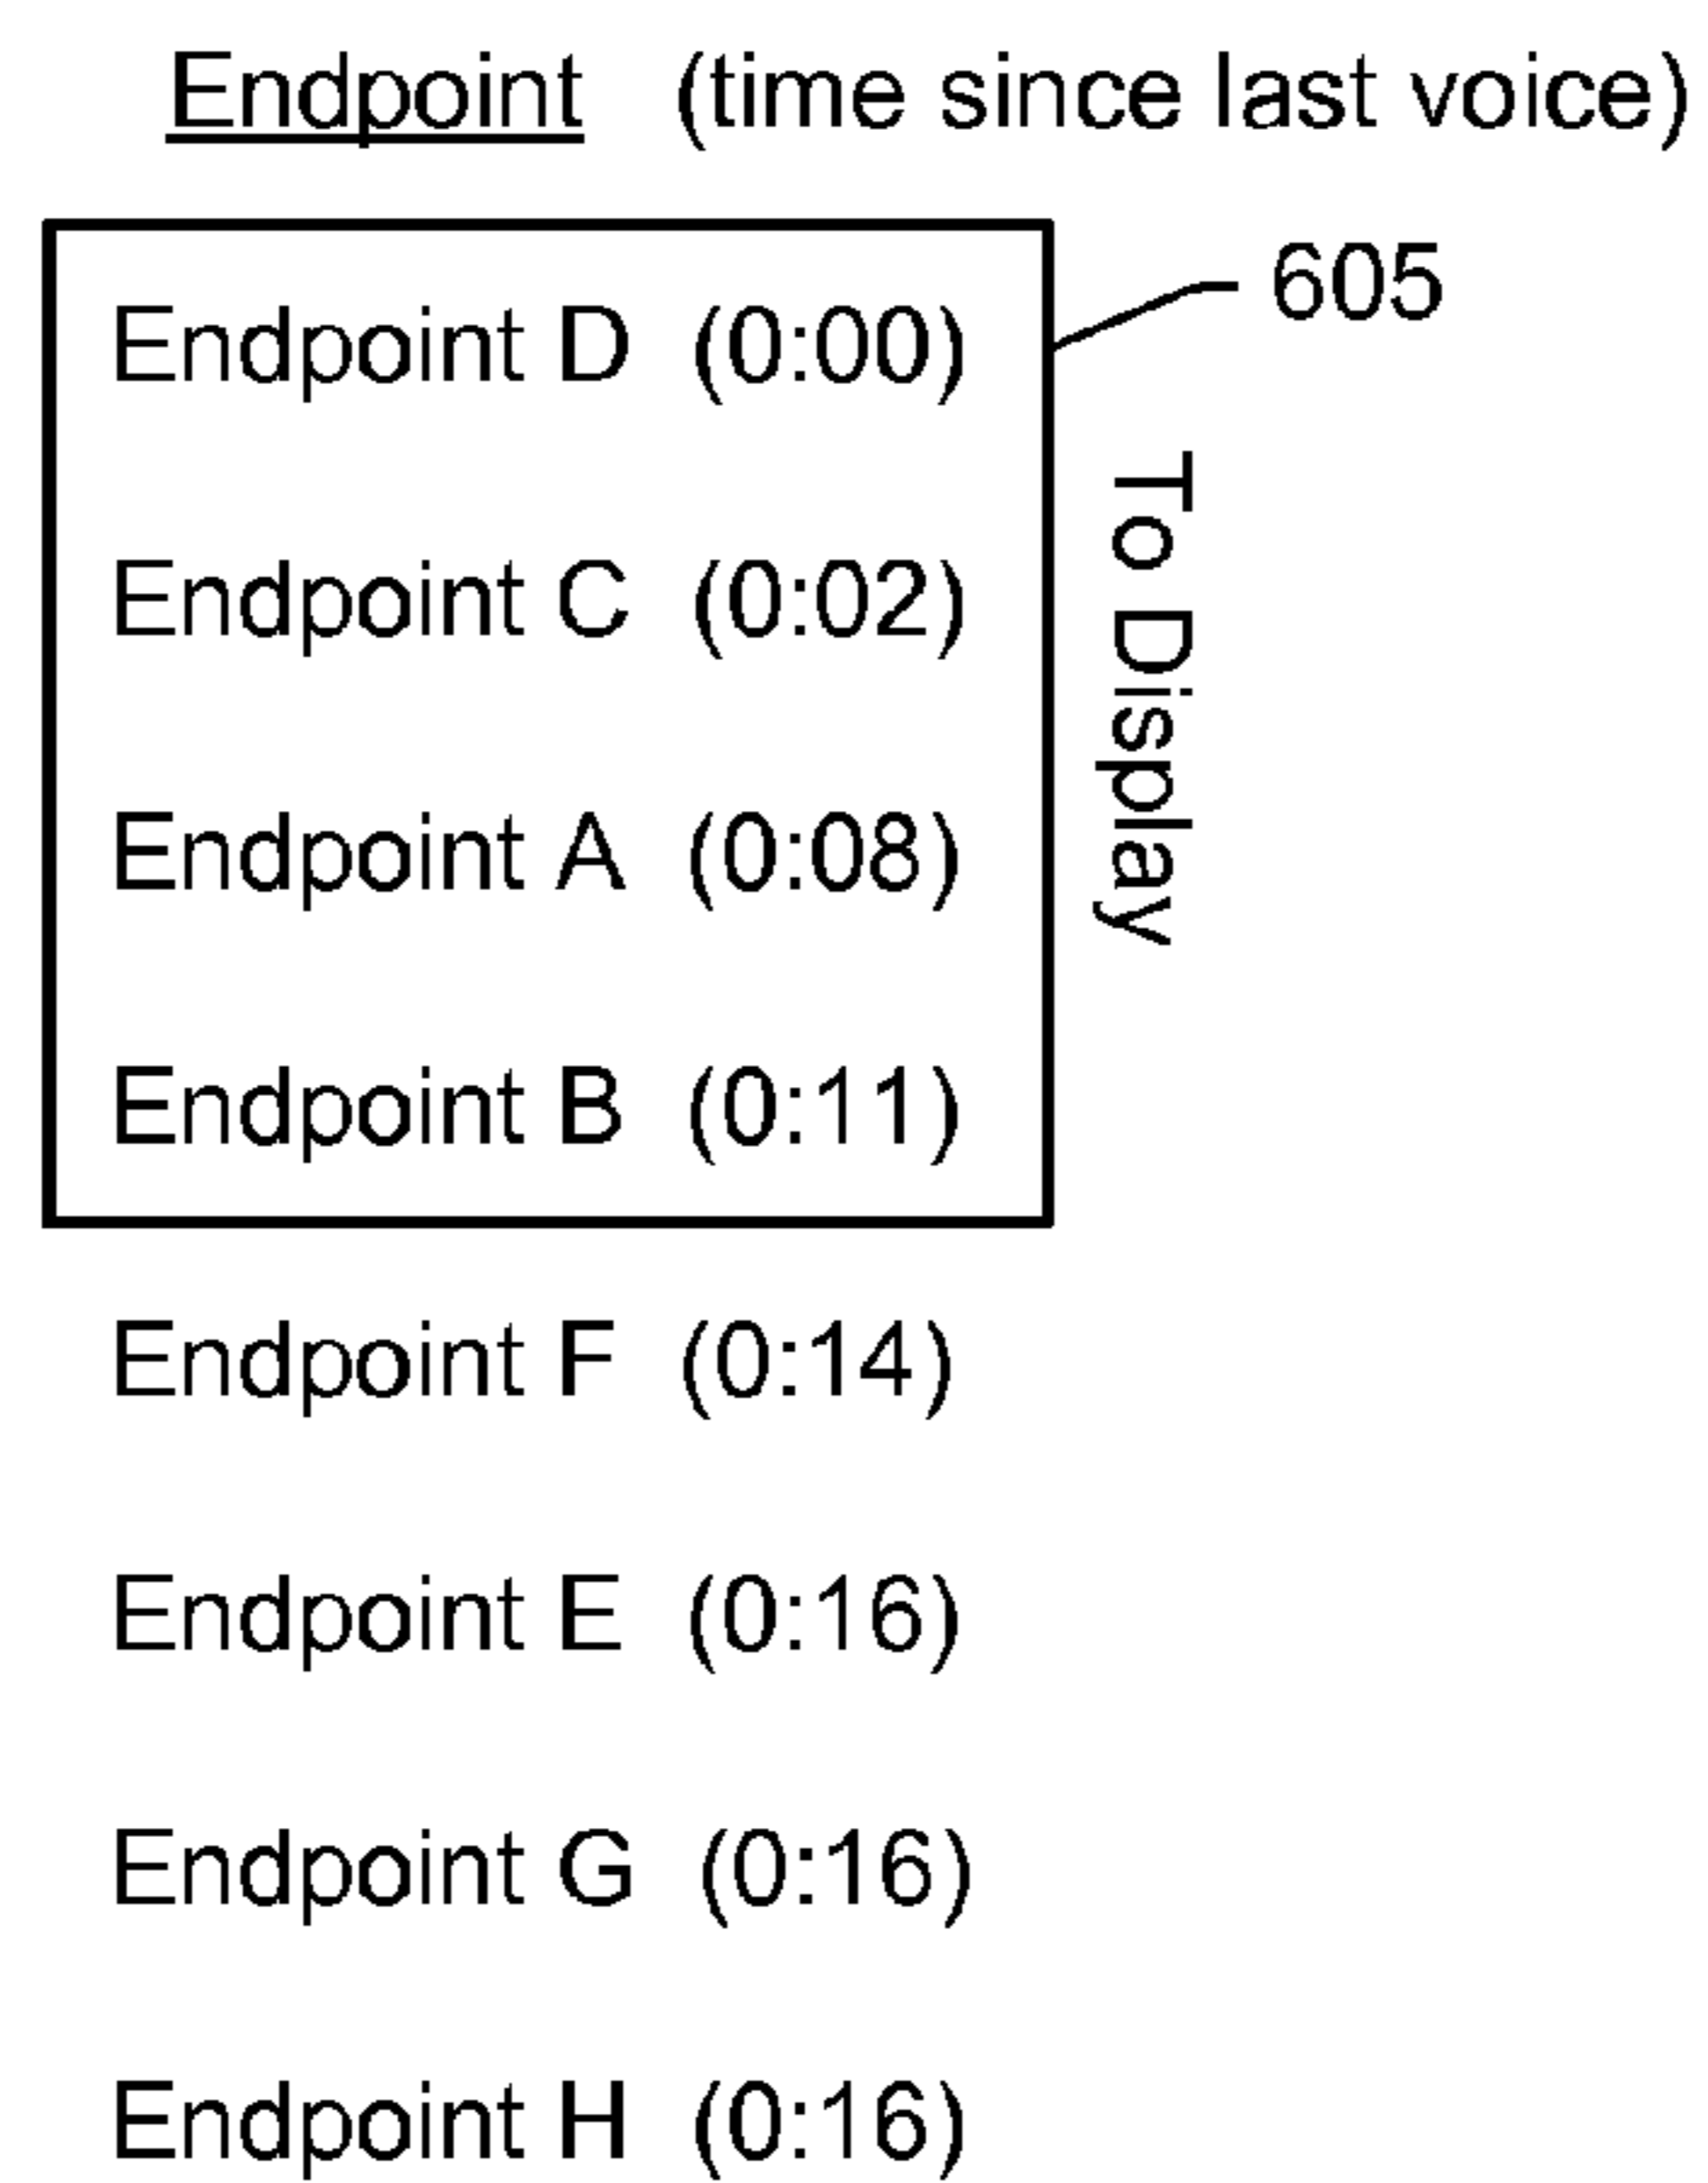 Endpoint (time since last voice)
605
Endpoint D (0:00)
Endpoint C (0:02)
Endpoint A (0:08)
Endpoint B (0:11)
To Display
Endpoint F (0:14)
Endpoint E (0:16)
Endpoint G (0:16)
Endpoint H (0:16)